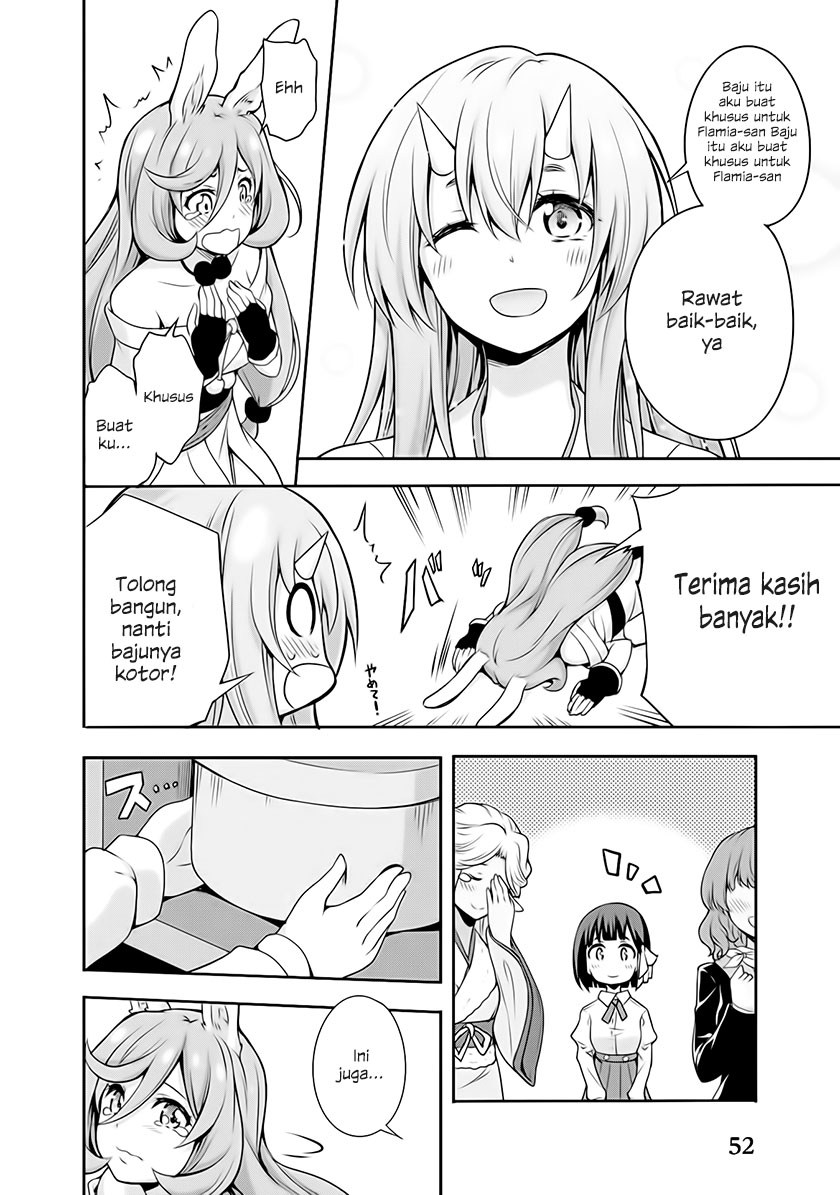 Baju itu
aku buat
khusus untuk
Flamia-san Baju
itu aku buat
khusus untuk
Flamia-san
Rawat
baik-baik,
ya
Ehh
Khusus
Buat
ku...
Terima kasih
banyak!!
やめてー!
Tolong
bangun,
nanti
bajunya
kotor!
ス...
Ini
juga...
52